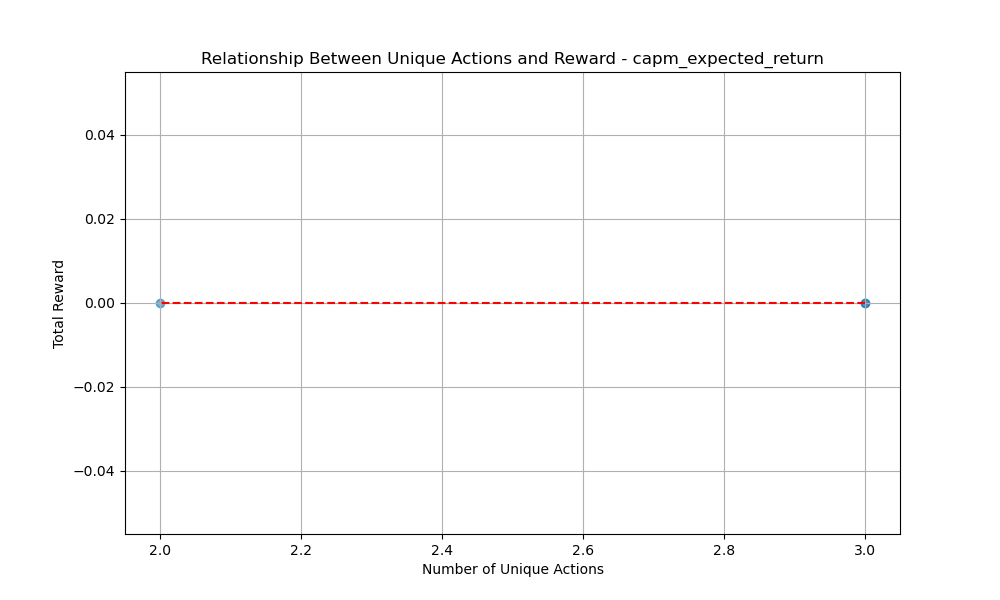 Relationship Between Unique Actions and Reward - capm_expected_return
0.04
0.02
0.00
−0.02
−0.04
Total Reward
2.0 2.2 2.4 2.6 2.8 3.0
Number of Unique Actions